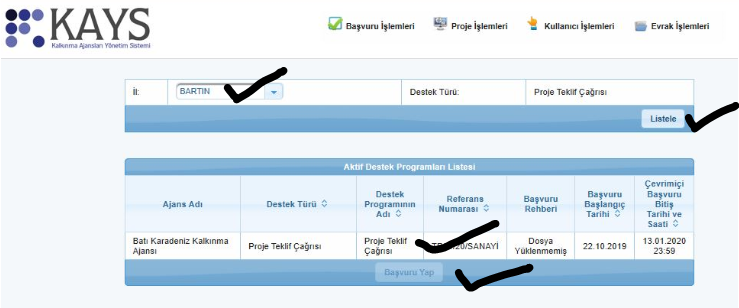 KAYS
Kalkınma Ajansları Yönetim Sistemi
Başvuru İşlemleri
Proje İşlemleri
Kullanıcı İşlemleri
Evrak İşlemleri
İl:
BARTIN
Destek Türü:
Proje Teklif Çağrısı
Listele
Aktif Destek Programları Listesi
Ajans Adı
Destek Türü
Destek
Programının
Adı
Referans
Numarası
Başvuru
Rehberi
Başvuru
Başlangıç
Tarihi
Çevrimiçi
Başvuru
Bitiş
Tarihi ve
Saati
Batı Karadeniz Kalkınma
Ajansı
Proje Teklif Çağrısı
Proje Teklif
Çağrısı
20/SANAYİ
Dosya
Yüklenmemiş
22.10.2019
13.01.2020
23:59
Başvuru Yap